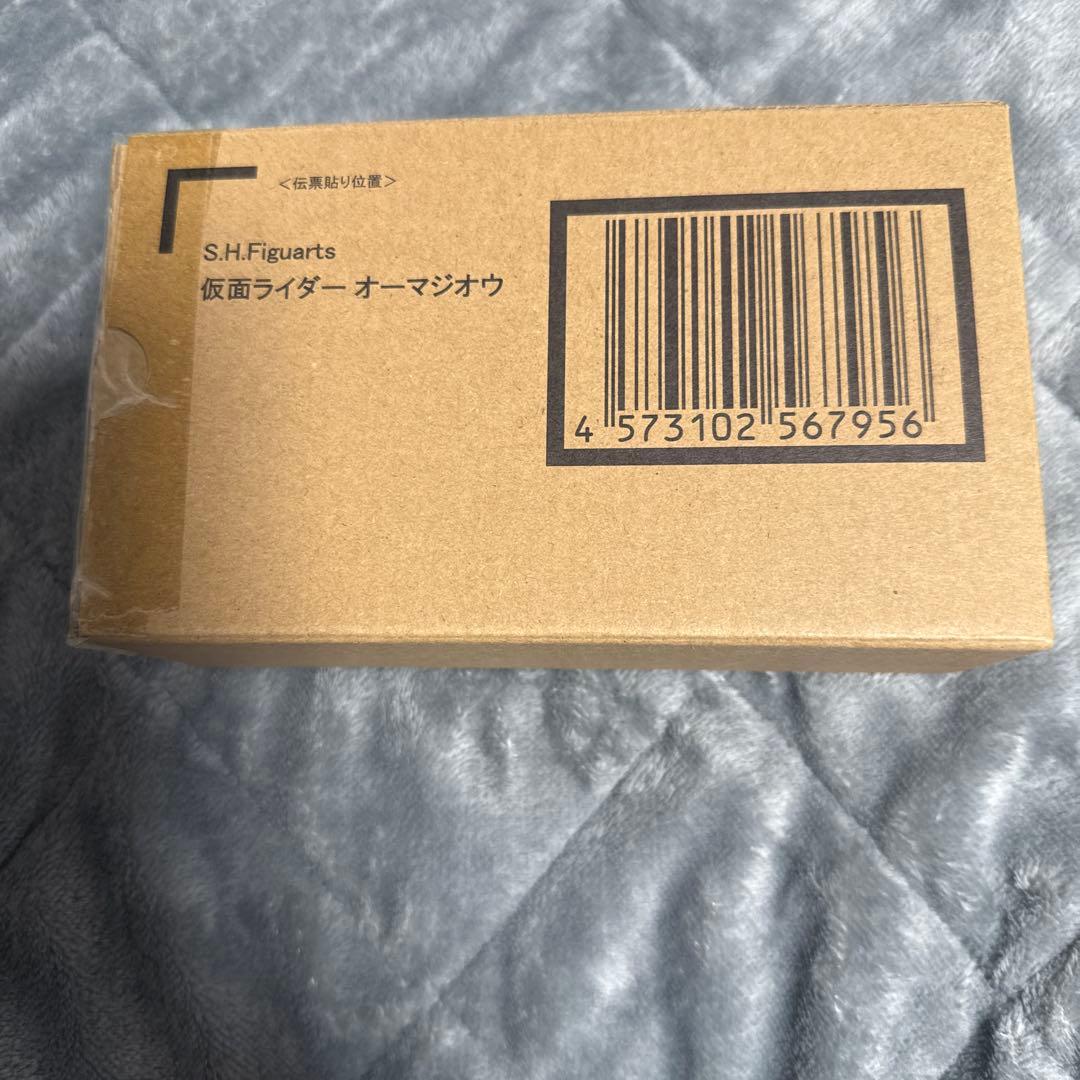 <伝票貼り位置>
S.H.Figuarts
仮面ライダー オーマジオウ
4 573102 567956